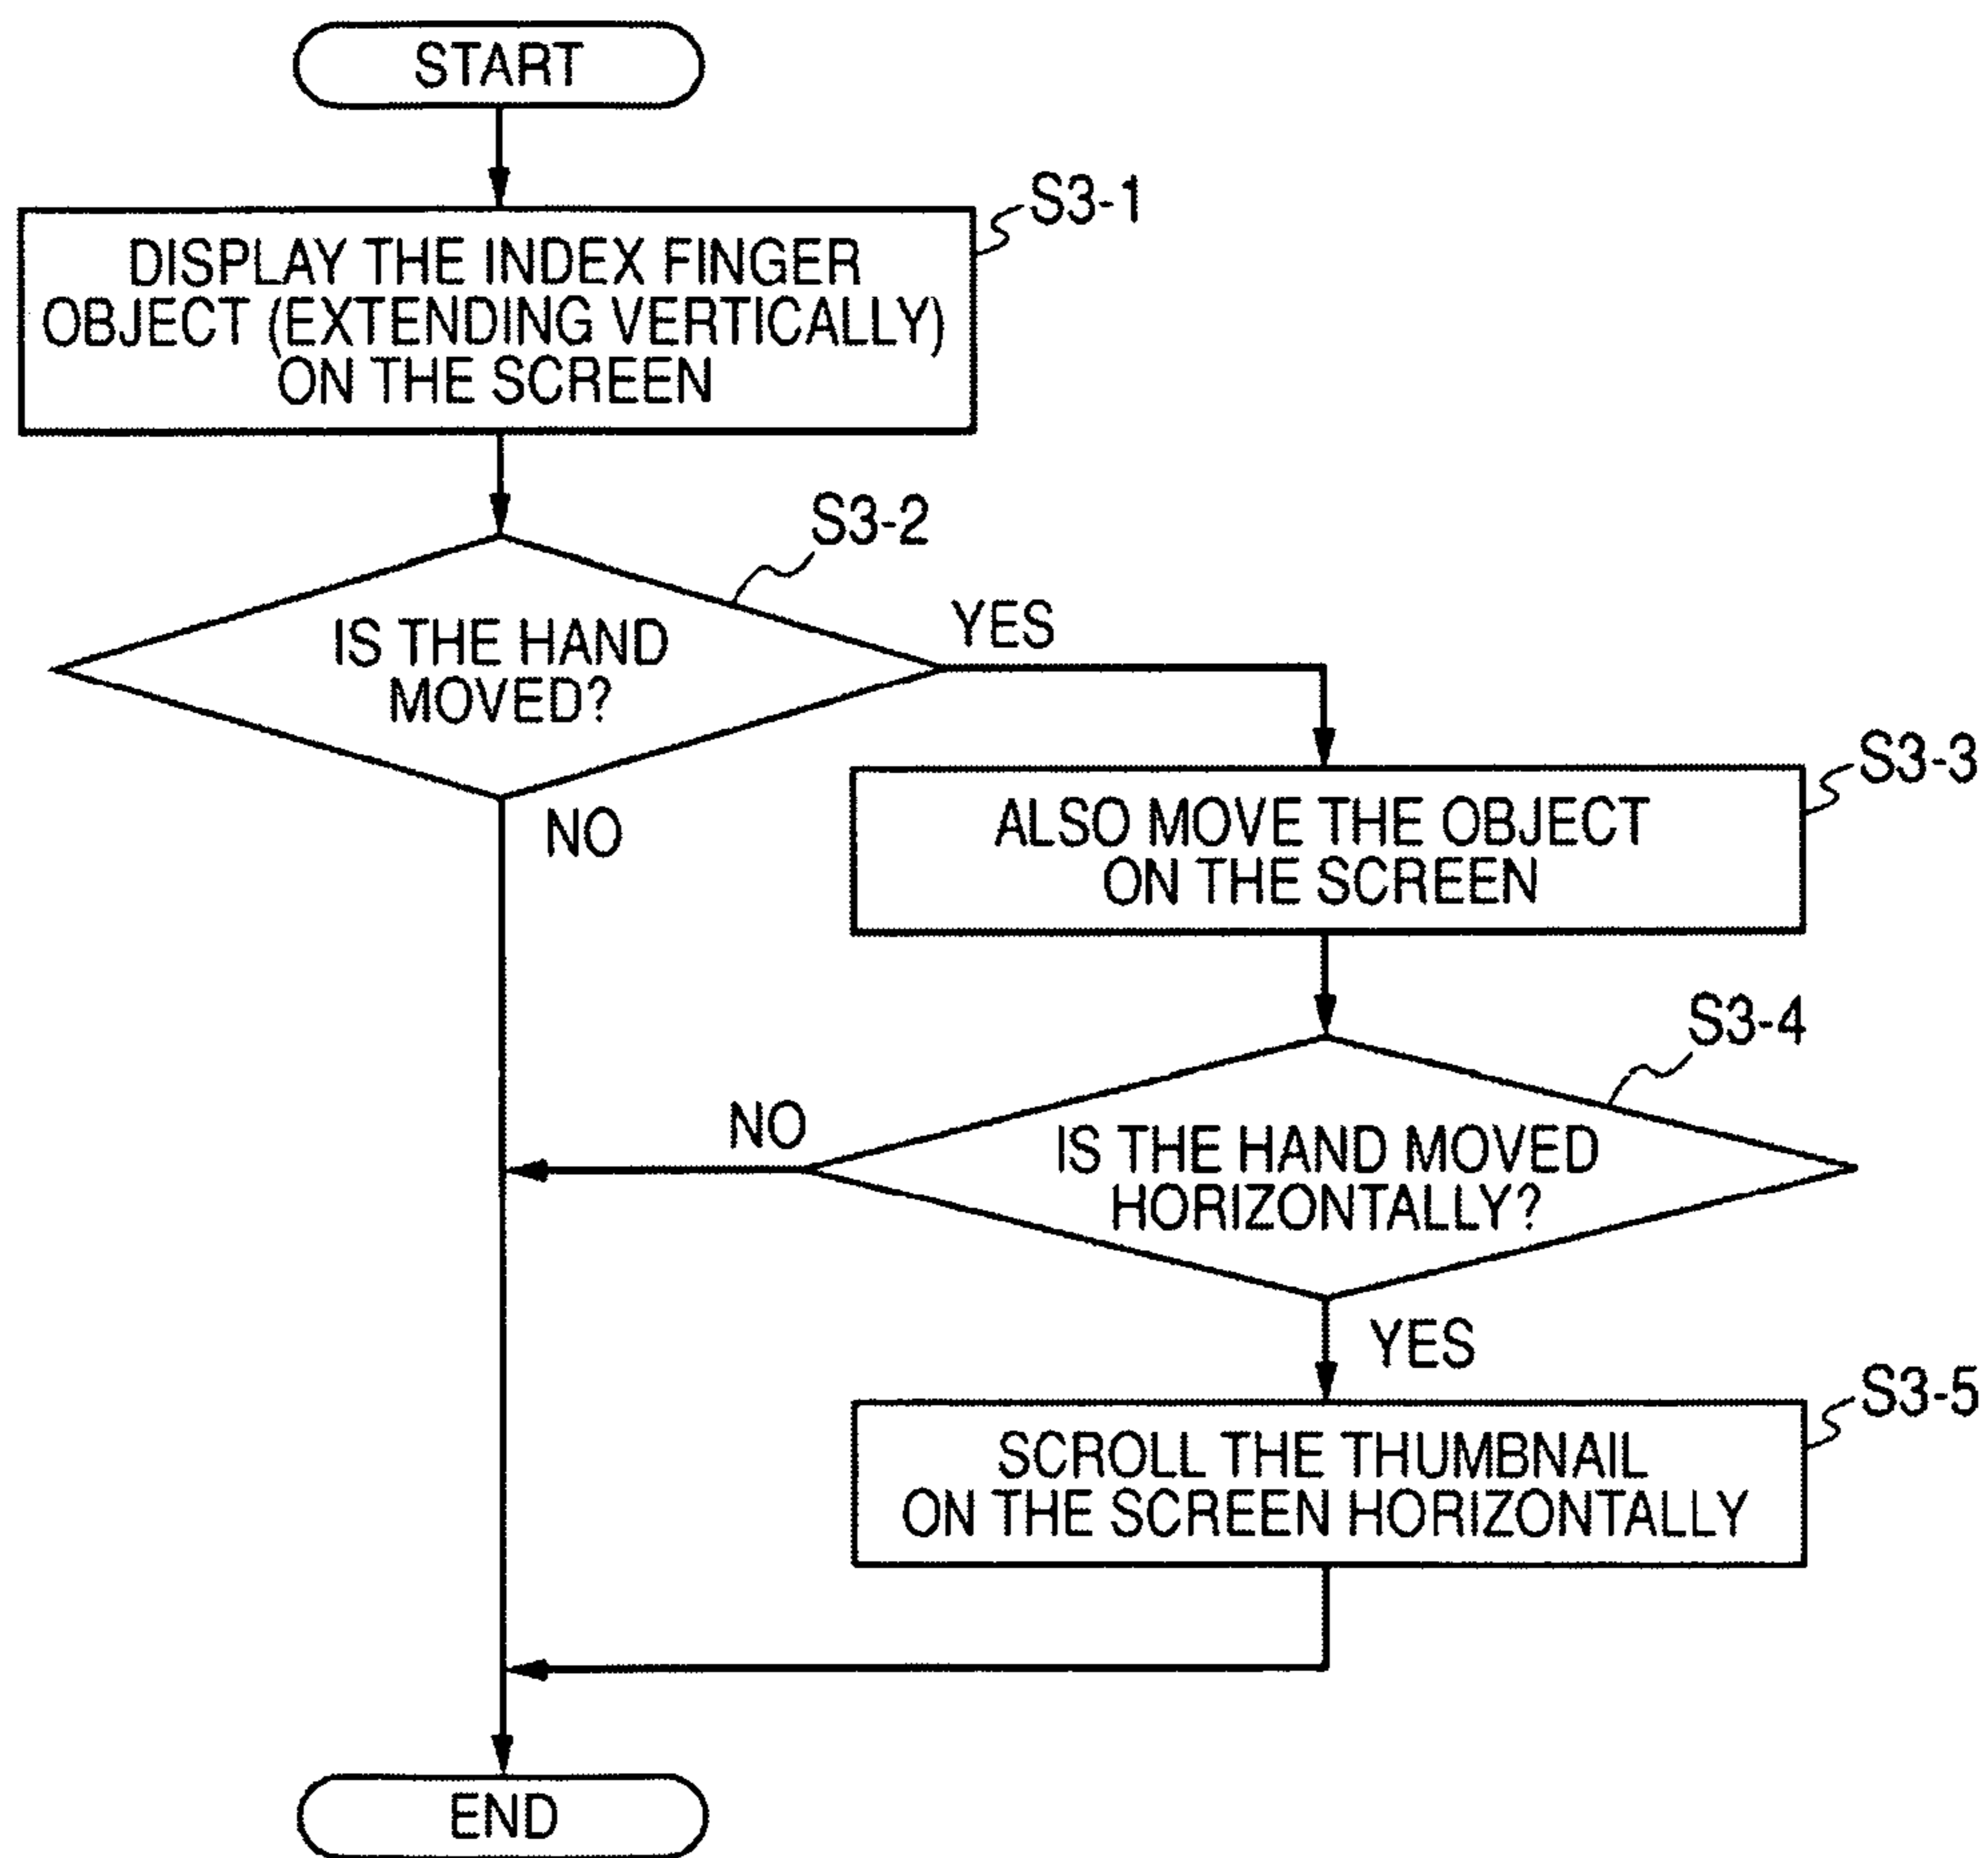 START
S3-1
DISPLAY THE INDEX FINGER
OBJECT (EXTENDING VERTICALLY)
ON THE SCREEN
S3-2
IS THE HAND
MOVED?
YES
NO
S3-3
ALSO MOVE THE OBJECT
ON THE SCREEN
S3-4
IS THE HAND MOVED
HORIZONTALLY?
NO
YES
S3-5
SCROLL THE THUMBNAIL
ON THE SCREEN HORIZONTALLY
END